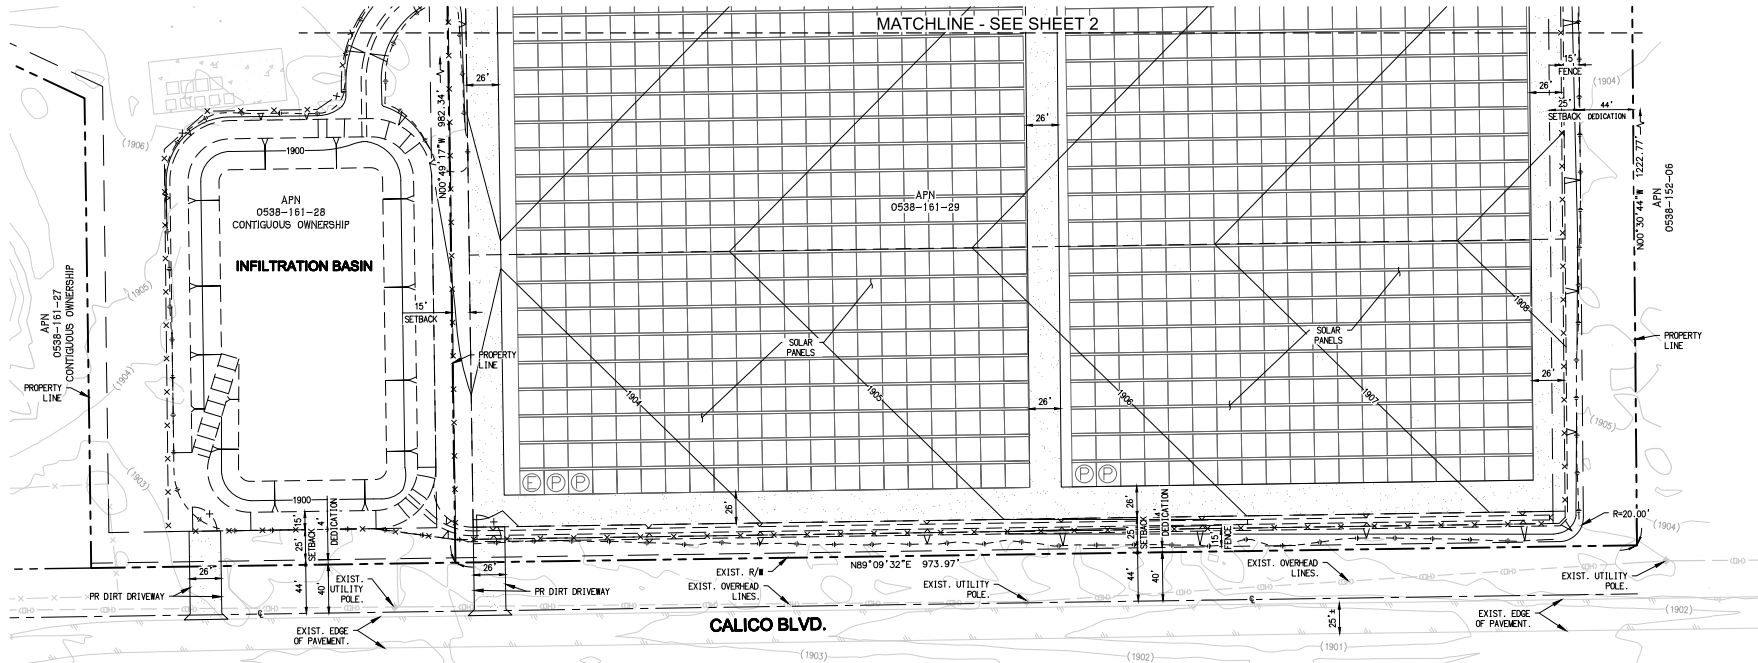 MATCHLINE - SEE SHEET 2
26'
26'
15'
FENCE
26'
25'
SETBACK
44'
DEDICATION
(1904)
(1906)
1900
N00°49'17"W 982.34'
N00°30'44"W 1222.77'
APN
0538-152-06
APN
0538-161-28
CONTIGUOUS OWNERSHIP
APN
0538-161-29
INFILTRATION BASIN
APN
0538-161-27
CONTIGUOUS OWNERSHIP
(1905)
15'
SETBACK
1908
SOLAR
PANELS
SOLAR
PANELS
PROPERTY
LINE
PROPERTY
LINE
PROPERTY
LINE
(1904)
26'
26'
1904
1905
1906
1907
(1905)
(1903)
E P P
P P
1900
15'
25'
SETBACK
4'
DEDICATION
26'
26'
25'
SETBACK
4'
DEDICATION
15'
FENCE
R=20.00'
(1904)
N89°09'32"E 973.97'
26'
26'
44'
40'
44'
40'
PR DIRT DRIVEWAY
EXIST.
UTILITY
POLE.
PR DIRT DRIVEWAY
EXIST. R/W
EXIST. OVERHEAD
LINES.
EXIST. UTILITY
POLE.
EXIST. OVERHEAD
LINES.
EXIST. UTILITY
POLE.
EXIST. EDGE
OF PAVEMENT.
CALICO BLVD.
25'±
EXIST. EDGE
OF PAVEMENT.
(1902)
(1903)
(1902)
(1901)